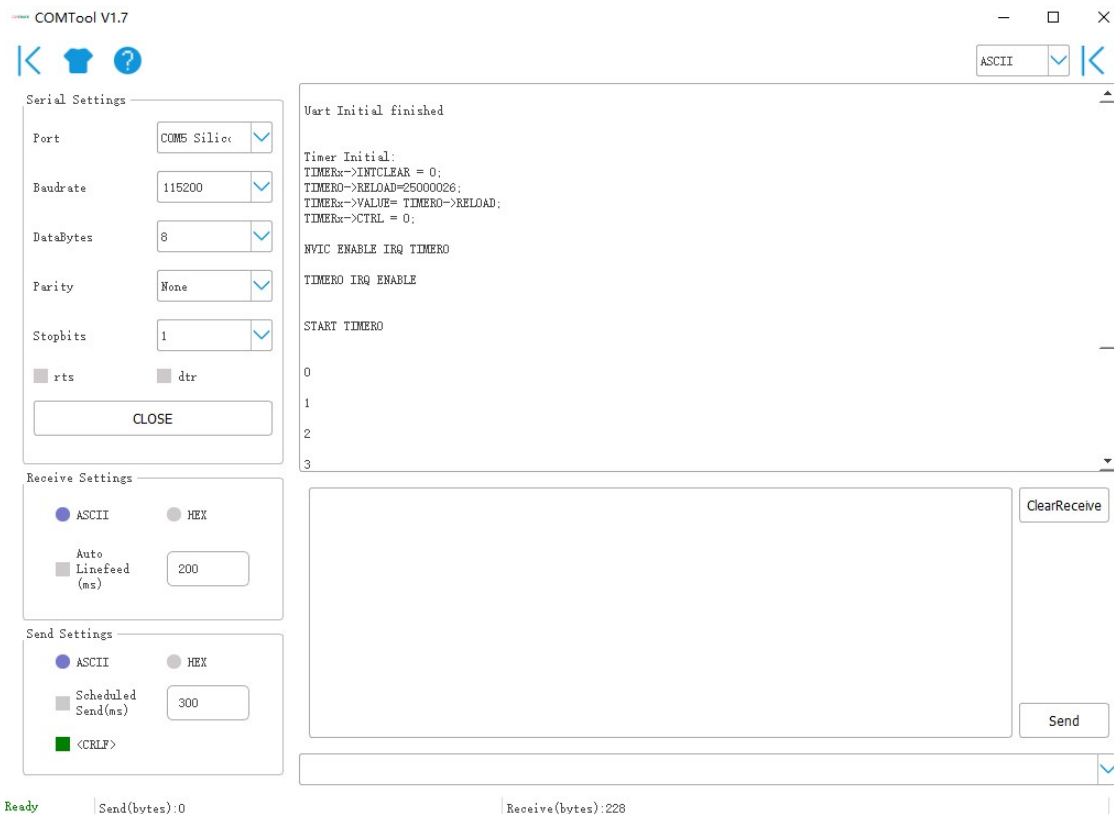 COMTool V1.7
ASCII
Serial Settings
Port
COM5 Silic
Baudrate
115200
DataBytes
8
Parity
None
Stopbits
1
rts
dtr
CLOSE
Uart Initial finished
Timer Initial:
TIMERx->INTCLEAR = 0;
TIMER0->RELOAD=25000026;
TIMERx->VALUE= TIMER0->RELOAD;
TIMERx->CTRL = 0;
NVIC ENABLE IRQ TIMER0
TIMER0 IRQ ENABLE
START TIMER0
0
1
2
3
Receive Settings
ASCII
HEX
Auto
Linefeed
(ms)
200
ClearReceive
Send Settings
ASCII
HEX
Scheduled
Send(ms)
300
<CRLF>
Send
Ready
Send(bytes):0
Receive(bytes):228